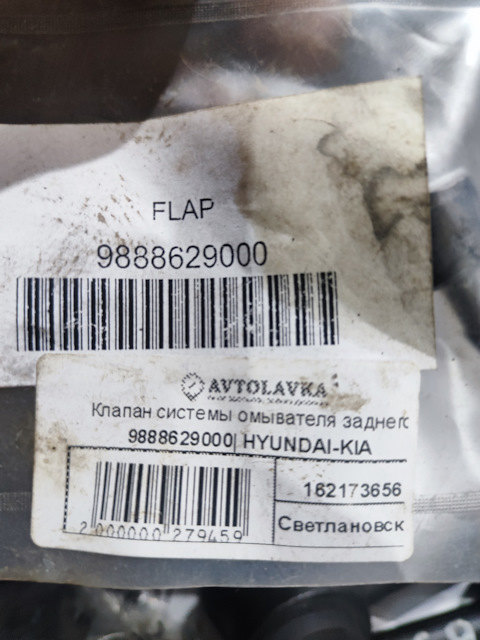 FLAP
9888629000
AVTOLAVKA
Клапан системы омывателя заднего
9888629000| HYUNDAI-KIA
162173656
Светлановск
2 000000 279459